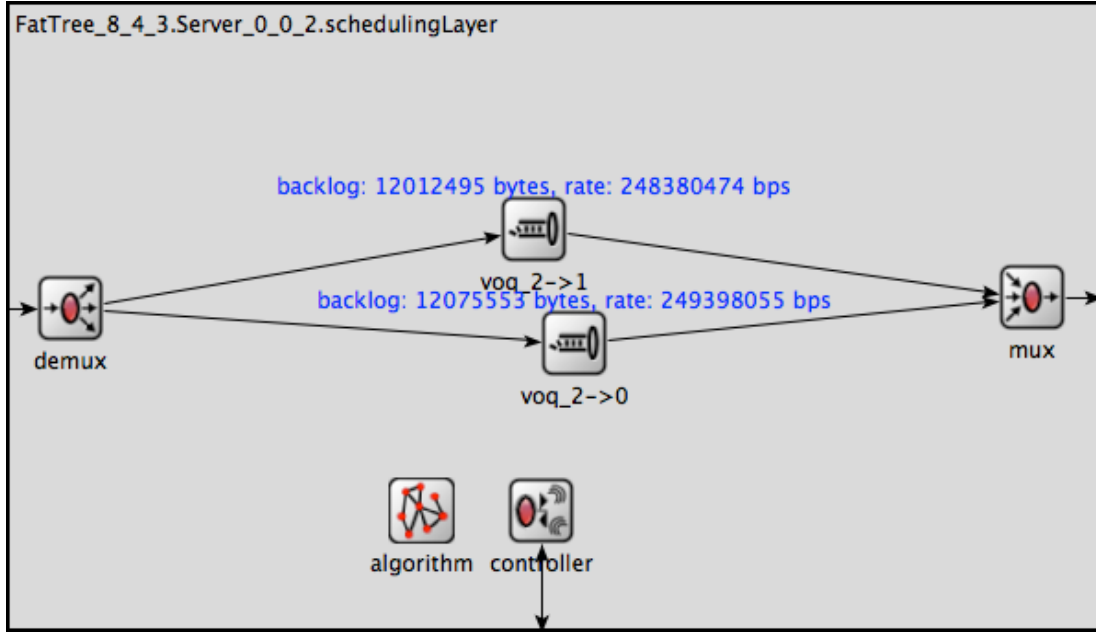 FatTree_8_4_3.Server_0_0_2.schedulingLayer
backlog: 12012495 bytes, rate: 248380474 bps
voq_2->1
backlog: 12075553 bytes, rate: 249398055 bps
demux
mux
voq_2->0
algorithm
controller